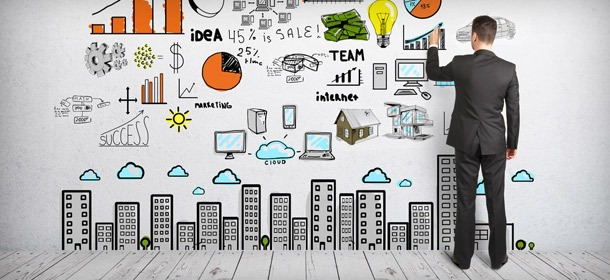 iDEA 45% is SALE!
25%
TEAM
internet
MARKETING
SUCCESS
CLOUD